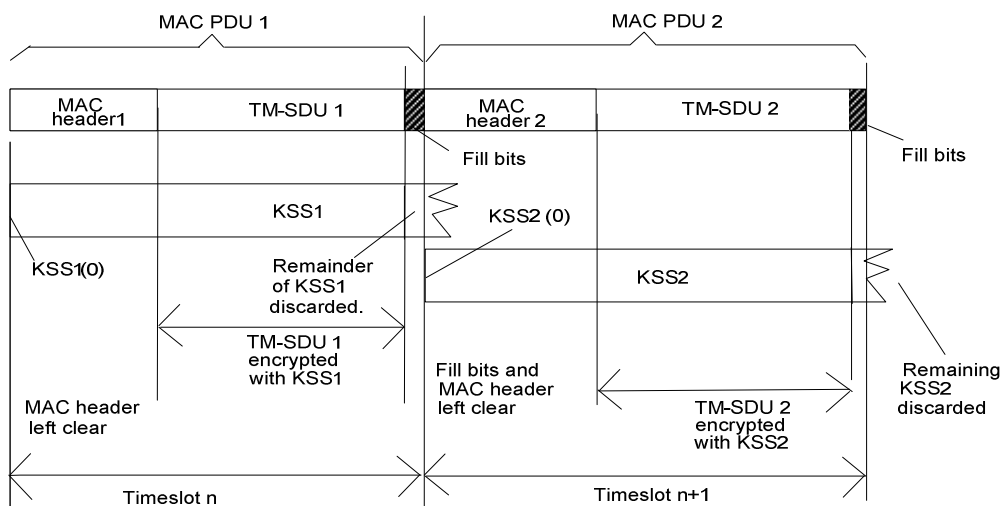 MAC PDU 1
MAC PDU 2
MAC
header1
TM-SDU 1
MAC
header 2
TM-SDU 2
Fill bits
Fill bits
KSS1
KSS2 (0)
KSS1(0)
Remainder
of KSS1
discarded.
KSS2
TM-SDU 1
encrypted
with KSS1
Fill bits and
MAC header
left clear
Remaining
KSS2
discarded
MAC header
left clear
TM-SDU 2
encrypted
with KSS2
Timeslot n
Timeslot n+1